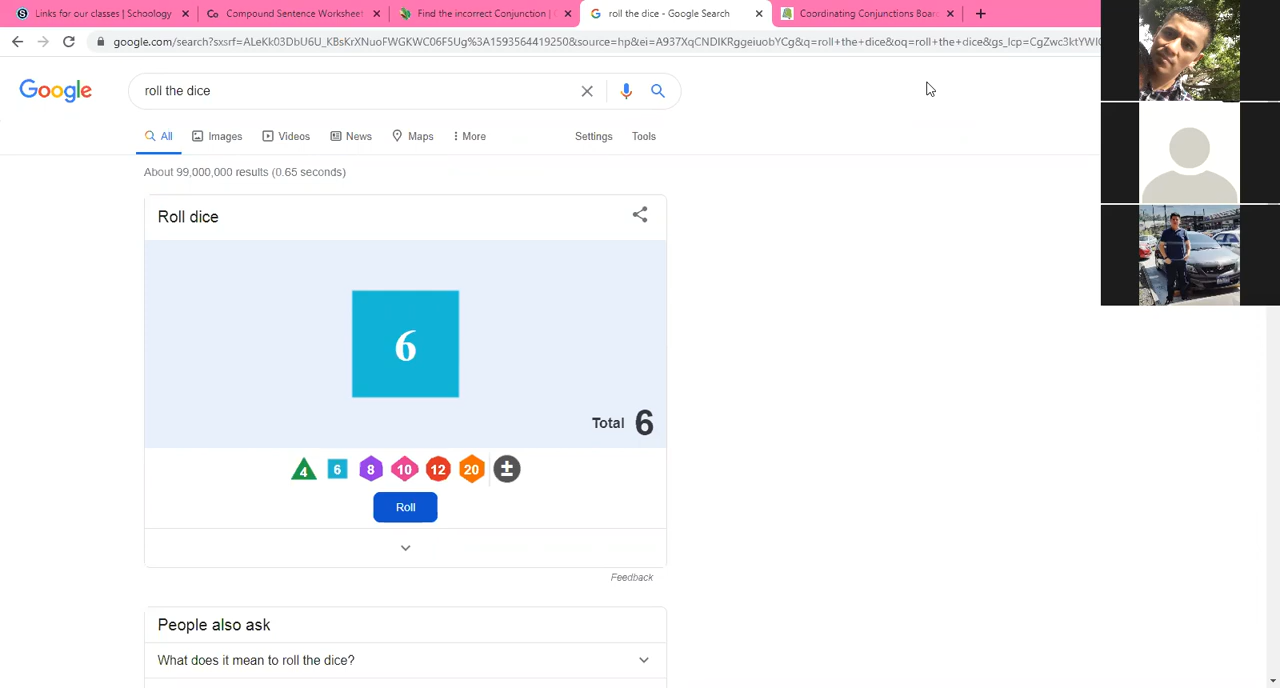 Links for our classes | Schoology
Compound Sentence Worksheet
Find the incorrect Conjunction |
roll the dice - Google Search
Coordinating Conjunctions Board
google.com/search?sxsrf=ALeKk03DbU6U_KBsKrXNuoFWGKWC06F5Ug%3A1593564419250&source=hp&ei=A937XqCNDIKRggeiuobYCg&q=roll+the+dice&oq=roll+the+dice&gs_lcp=CgZwc3ktYWIQ
Google
roll the dice
All Images Videos News Maps More Settings Tools
About 99,000,000 results (0.65 seconds)
Roll dice
6
Total 6
4 6 8 10 12 20 ±
Roll
Feedback
People also ask
What does it mean to roll the dice?